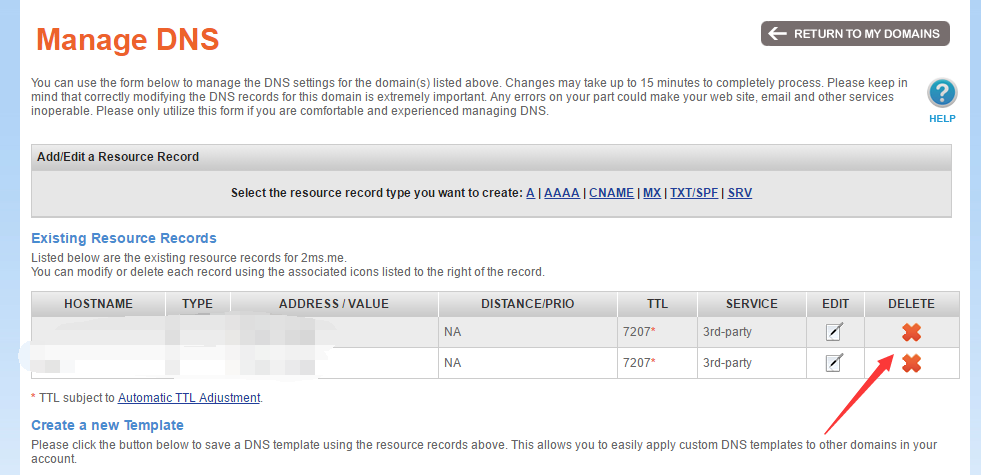 Manage DNS
RETURN TO MY DOMAINS
You can use the form below to manage the DNS settings for the domain(s) listed above. Changes may take up to 15 minutes to completely process. Please keep in
mind that correctly modifying the DNS records for this domain is extremely important. Any errors on your part could make your web site, email and other services
inoperable. Please only utilize this form if you are comfortable and experienced managing DNS.
?
HELP
Add/Edit a Resource Record
Select the resource record type you want to create: A | AAAA | CNAME | MX | TXT/SPF | SRV
Existing Resource Records
Listed below are the existing resource records for 2ms.me.
You can modify or delete each record using the associated icons listed to the right of the record.
HOSTNAME TYPE ADDRESS / VALUE DISTANCE/PRIO TTL SERVICE EDIT DELETE
NA 7207* 3rd-party
NA 7207* 3rd-party
* TTL subject to Automatic TTL Adjustment.
Create a new Template
Please click the button below to save a DNS template using the resource records above. This allows you to easily apply custom DNS templates to other domains in your
account.